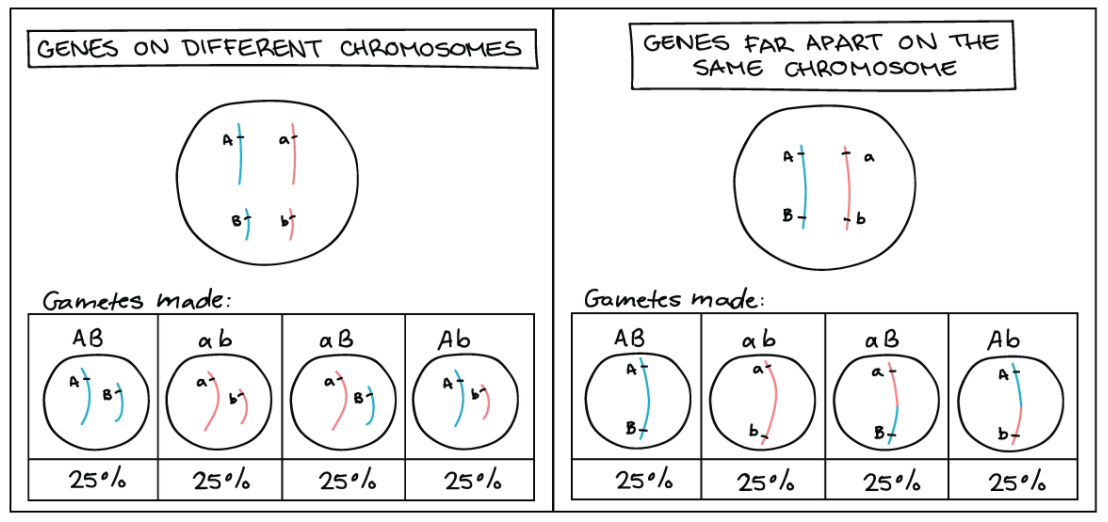 GENES ON DIFFERENT CHROMOSOMES
A a
B b
Gametes made:
AB ab aB Ab
A B a b a B A b
25% 25% 25% 25%
GENES FAR APART ON THE
SAME CHROMOSOME
A a
B b
Gametes made:
AB ab aB Ab
A a a A
B b B b
25% 25% 25% 25%